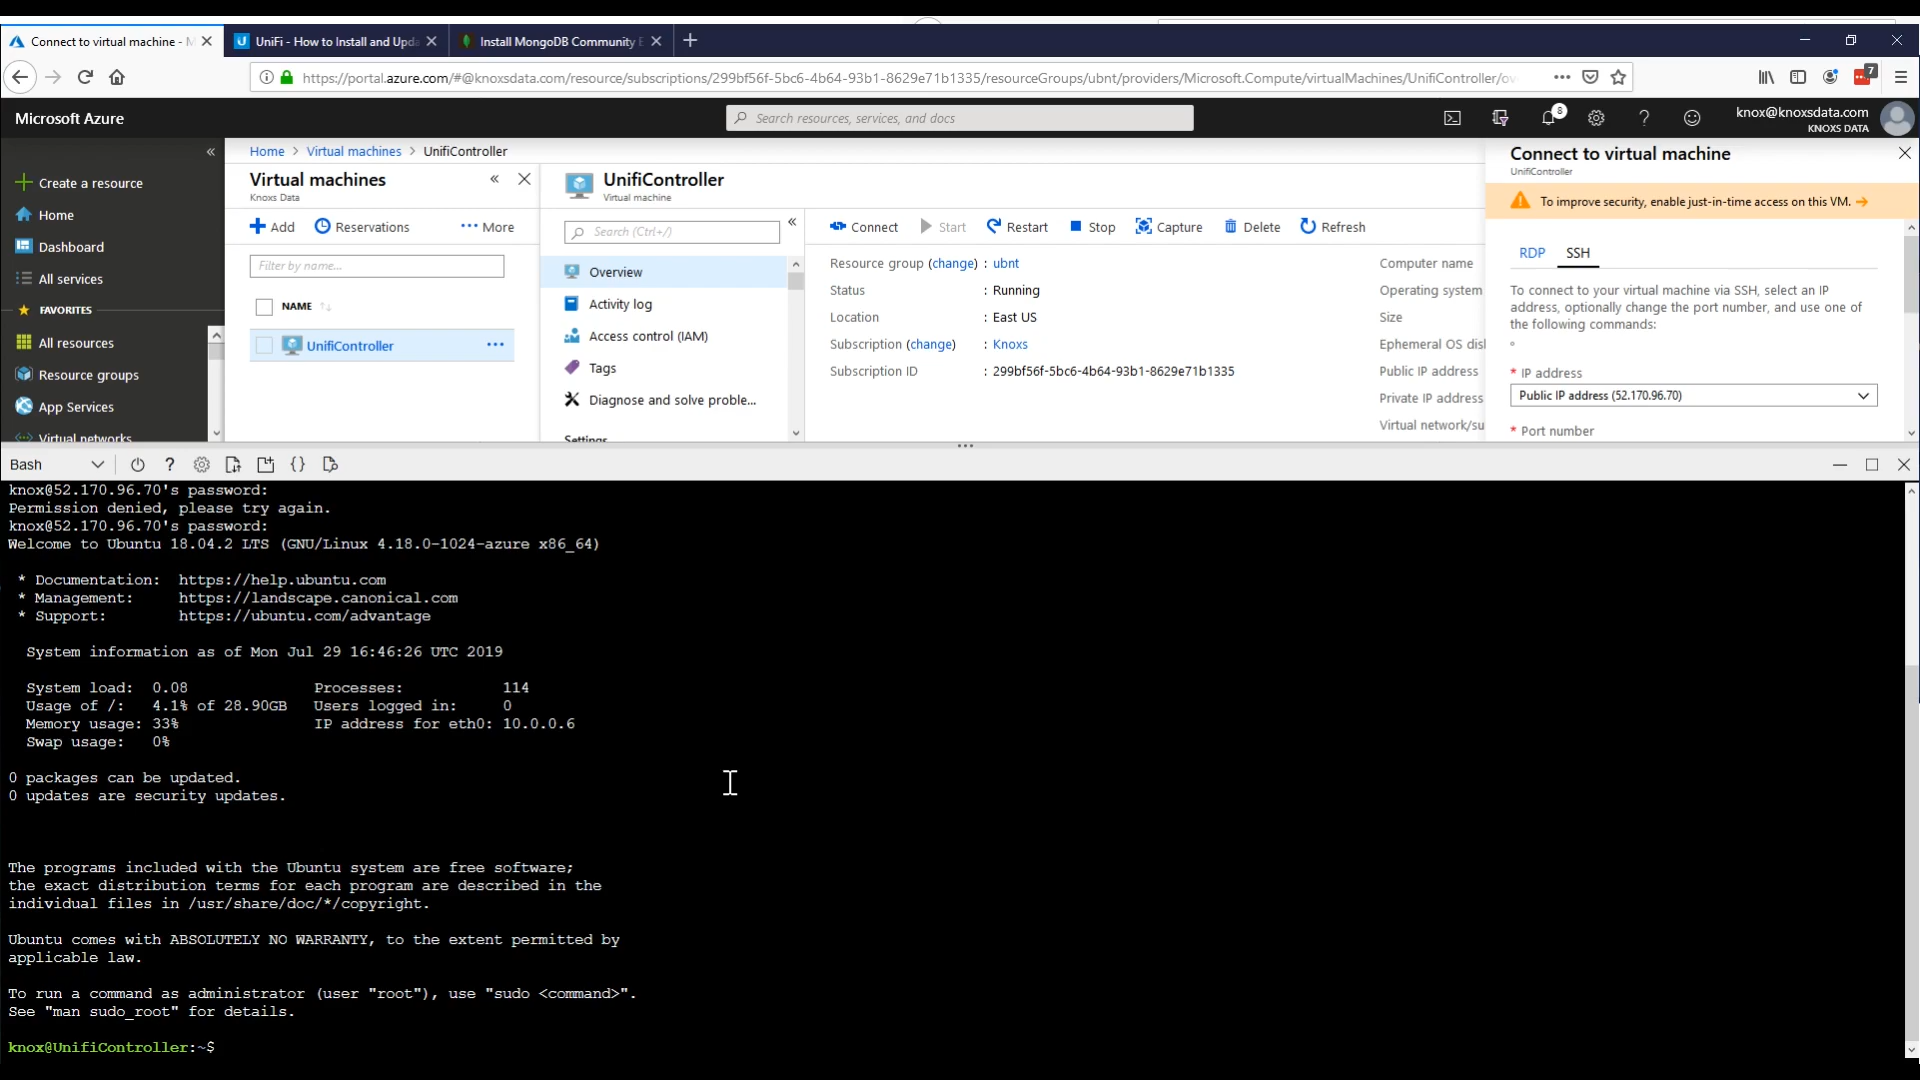 Connect to virtual machine - M
UniFi - How to Install and Upda
Install MongoDB Community E
https://portal.azure.com/#@knoxsdata.com/resource/subscriptions/299bf56f-5bc6-4b64-93b1-8629e71b1335/resourceGroups/ubnt/providers/Microsoft.Compute/virtualMachines/UnifiController/ov
7
Microsoft Azure
Search resources, services, and docs
8
knox@knoxsdata.com
KNOXS DATA
Create a resource
Home
Dashboard
All services
FAVORITES
All resources
Resource groups
App Services
Virtual networks
Home > Virtual machines > UnifiController
Virtual machines
Knoxs Data
Add
Reservations
More
Filter by name...
NAME
UnifiController
UnifiController
Virtual machine
Search (Ctrl+/)
Overview
Activity log
Access control (IAM)
Tags
Diagnose and solve proble...
Settings
Connect
Start
Restart
Stop
Capture
Delete
Refresh
Resource group (change) : ubnt
Status : Running
Location : East US
Subscription (change) : Knoxs
Subscription ID : 299bf56f-5bc6-4b64-93b1-8629e71b1335
Computer name
Operating system
Size
Ephemeral OS disk
Public IP address
Private IP address
Virtual network/su
Connect to virtual machine
UnifiController
To improve security, enable just-in-time access on this VM.
RDP SSH
To connect to your virtual machine via SSH, select an IP
address, optionally change the port number, and use one of
the following commands:
* IP address
Public IP address (52.170.96.70)
* Port number
Bash
knox@52.170.96.70's password:
Permission denied, please try again.
knox@52.170.96.70's password:
Welcome to Ubuntu 18.04.2 LTS (GNU/Linux 4.18.0-1024-azure x86_64)
* Documentation: https://help.ubuntu.com
* Management: https://landscape.canonical.com
* Support: https://ubuntu.com/advantage
System information as of Mon Jul 29 16:46:26 UTC 2019
System load: 0.08 Processes: 114
Usage of /: 4.1% of 28.90GB Users logged in: 0
Memory usage: 33% IP address for eth0: 10.0.0.6
Swap usage: 0%
0 packages can be updated.
0 updates are security updates.
The programs included with the Ubuntu system are free software;
the exact distribution terms for each program are described in the
individual files in /usr/share/doc/*/copyright.
Ubuntu comes with ABSOLUTELY NO WARRANTY, to the extent permitted by
applicable law.
To run a command as administrator (user "root"), use "sudo <command>".
See "man sudo_root" for details.
knox@UnifiController:~$